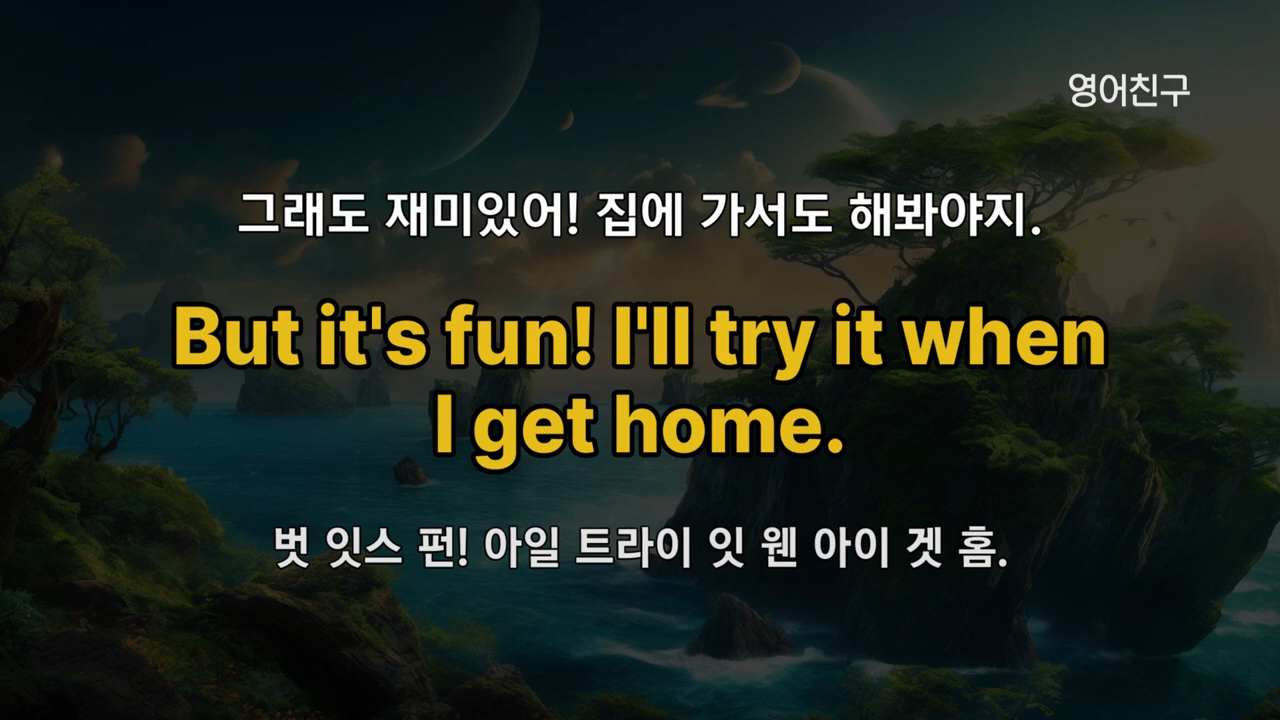 영어친구
그래도 재미있어! 집에 가서도 해봐야지.
But it's fun! I'll try it when
I get home.
벗 잇스 펀! 아일 트라이 잇 웬 아이 겟 홈.